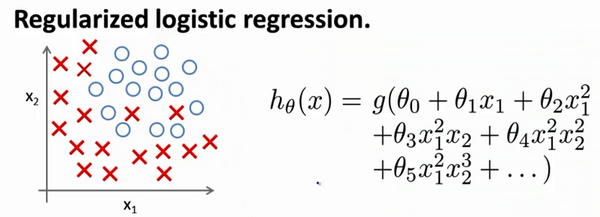 Regularized logistic regression.
x₂
x₁
h_θ(x) = g(θ₀ + θ₁x₁ + θ₂x₁²
+θ₃x₁²x₂ + θ₄x₁²x₂²
+θ₅x₁²x₂³ + . . . )